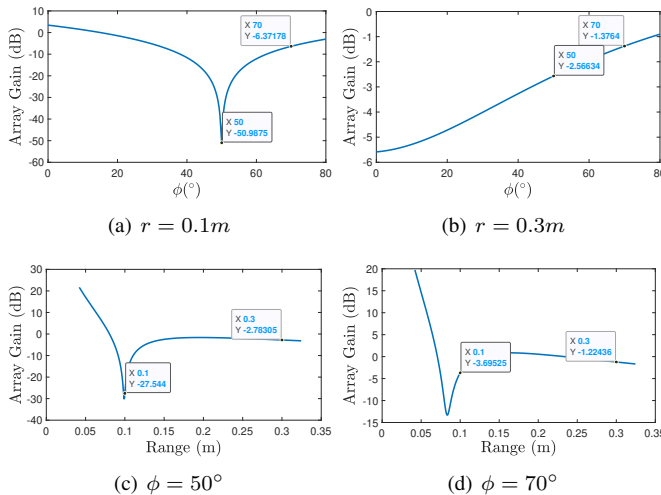 10
0
-10
-20
-30
-40
-50
-60
Array Gain (dB)
X 70
Y -6.37178
X 50
Y -50.9875
0 20 40 60 80
ϕ(°)
(a) r = 0.1m
0
-1
-2
-3
-4
-5
-6
Array Gain (dB)
X 70
Y -1.3764
X 50
Y -2.56634
0 20 40 60 80
ϕ(°)
(b) r = 0.3m
30
20
10
0
-10
-20
-30
-40
Array Gain (dB)
X 0.3
Y -2.78305
X 0.1
Y -27.544
0 0.05 0.1 0.15 0.2 0.25 0.3 0.35
Range (m)
(c) ϕ = 50°
20
15
10
5
0
-5
-10
-15
Array Gain (dB)
X 0.3
Y -1.22436
X 0.1
Y -3.69525
0 0.05 0.1 0.15 0.2 0.25 0.3 0.35
Range (m)
(d) ϕ = 70°